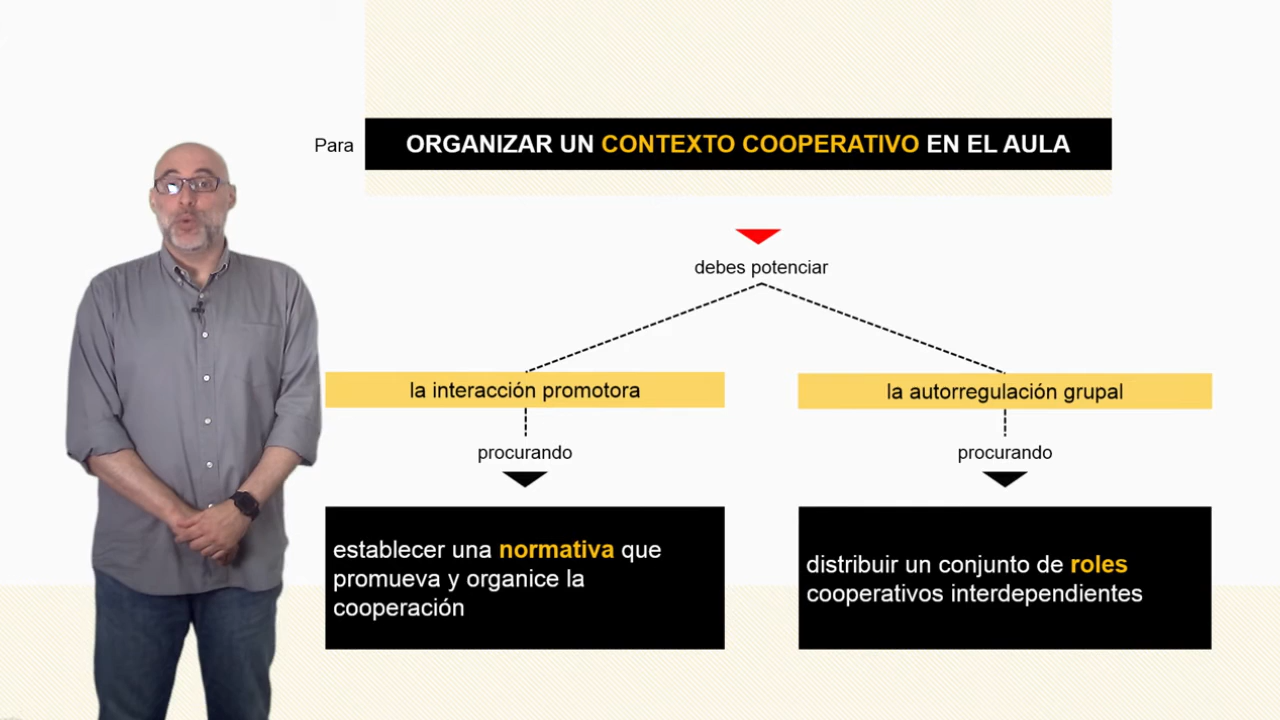 Para
ORGANIZAR UN CONTEXTO COOPERATIVO EN EL AULA
debes potenciar
la interacción promotora
la autorregulación grupal
procurando
procurando
establecer una normativa que
promueva y organice la
cooperación
distribuir un conjunto de roles
cooperativos interdependientes